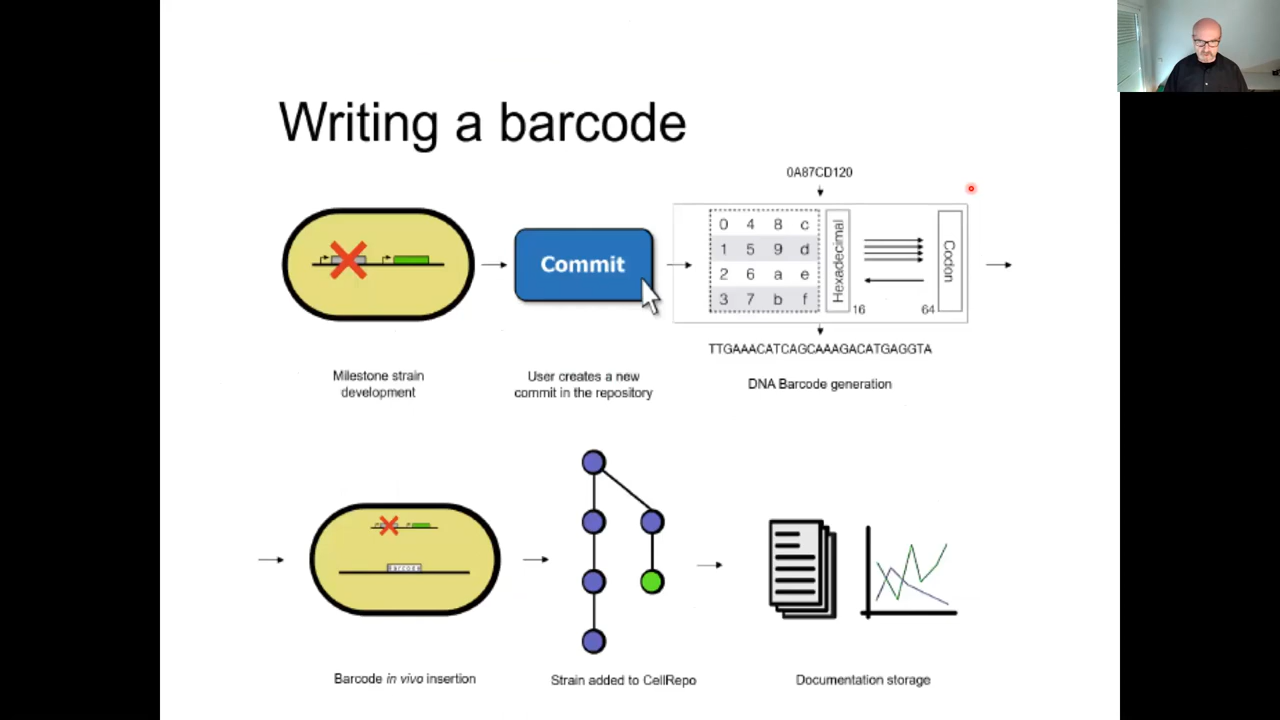 Writing a barcode
0A87CD120
0 4 8 c
1 5 9 d
2 6 a e
3 7 b f
Hexadecimal
16
64
Codon
Commit
TTGAAACATCAGCAAAGACATGAGGTA
Milestone strain
development
User creates a new
commit in the repository
DNA Barcode generation
Barcode
Barcode in vivo insertion
Strain added to CellRepo
Documentation storage